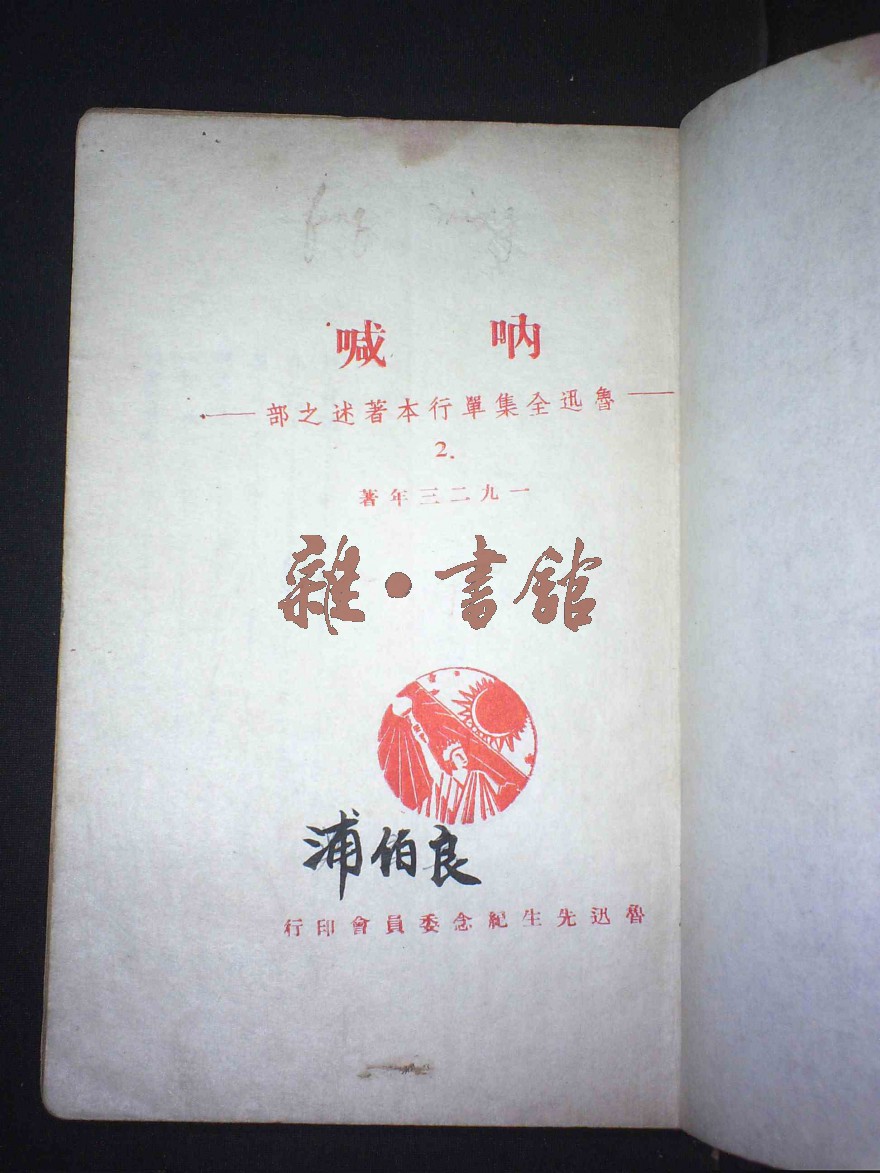 吶喊
魯迅全集單行本著述之部
2.
一九二三年著
雜·書館
浦伯良
魯迅先生紀念委員會印行